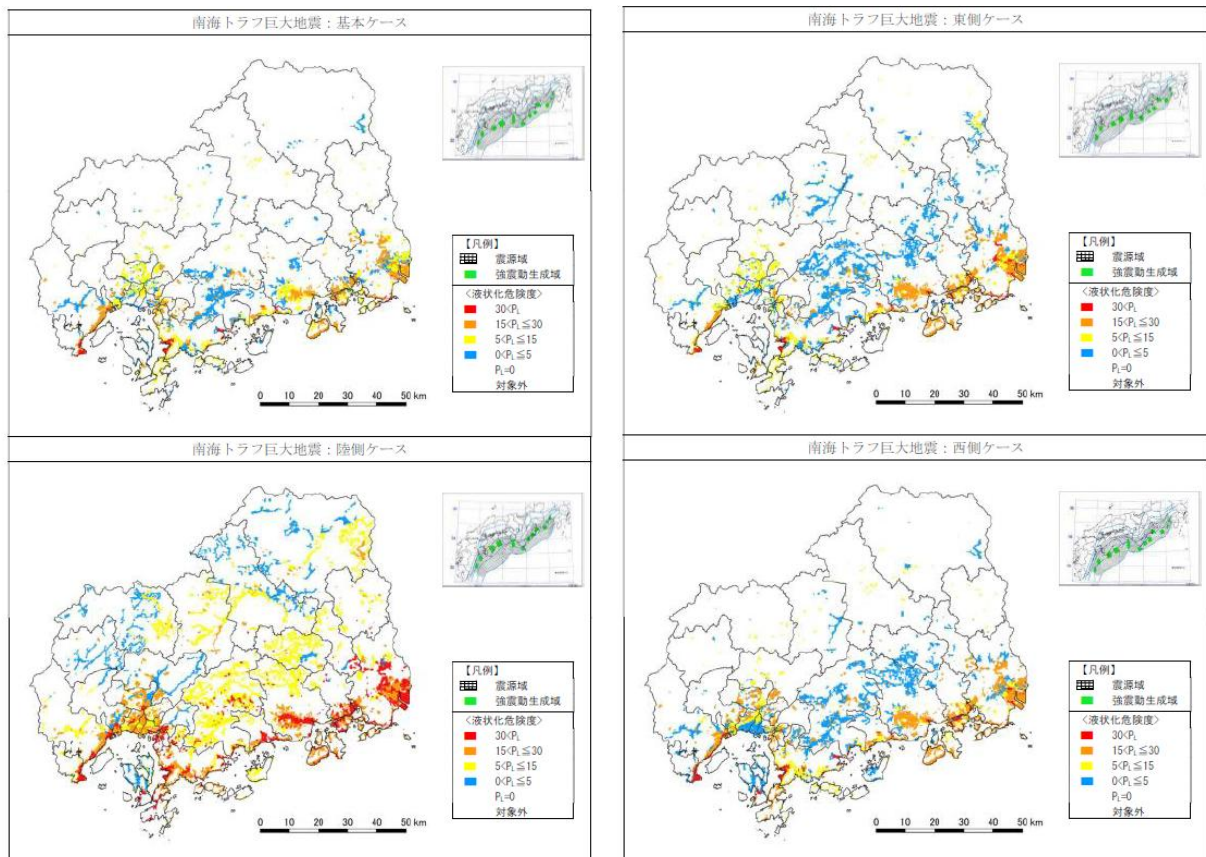 南海トラフ巨大地震：基本ケース
【凡例】
震源域
強震動生成域
<液状化危険度>
30<PL
15<PL≦30
5<PL≦15
0<PL≦5
PL=0
対象外
0 10 20 30 40 50 km
南海トラフ巨大地震：東側ケース
【凡例】
震源域
強震動生成域
<液状化危険度>
30<PL
15<PL≦30
5<PL≦15
0<PL≦5
PL=0
対象外
0 10 20 30 40 50 km
南海トラフ巨大地震：陸側ケース
【凡例】
震源域
強震動生成域
<液状化危険度>
30<PL
15<PL≦30
5<PL≦15
0<PL≦5
PL=0
対象外
0 10 20 30 40 50 km
南海トラフ巨大地震：西側ケース
【凡例】
震源域
強震動生成域
<液状化危険度>
30<PL
15<PL≦30
5<PL≦15
0<PL≦5
PL=0
対象外
0 10 20 30 40 50 km